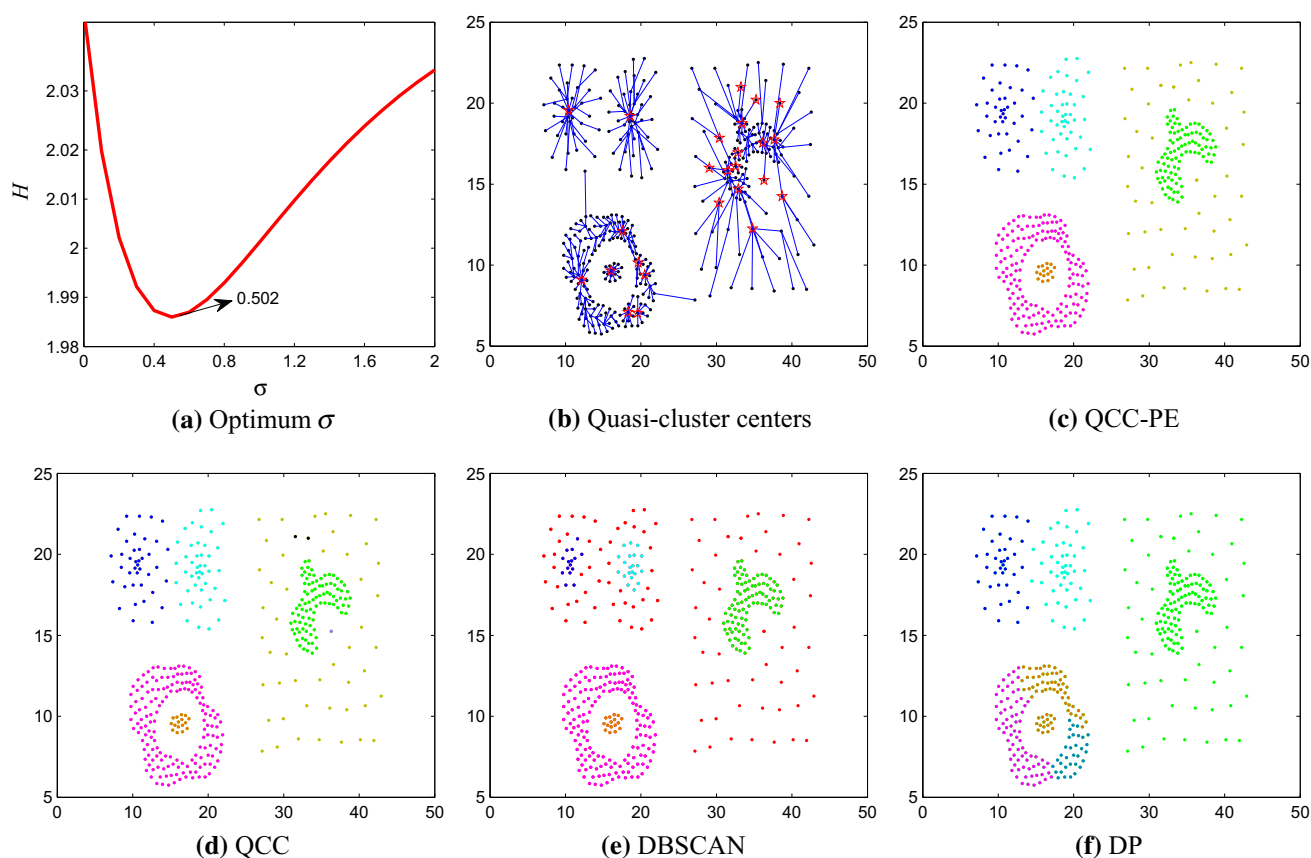 H
2.03
2.02
2.01
2
1.99
1.98
0 0.4 0.8 1.2 1.6 2
0.502
σ
(a) Optimum σ
25
20
15
10
5
0 10 20 30 40 50
(b) Quasi-cluster centers
25
20
15
10
5
0 10 20 30 40 50
(c) QCC-PE
25
20
15
10
5
0 10 20 30 40 50
(d) QCC
25
20
15
10
5
0 10 20 30 40 50
(e) DBSCAN
25
20
15
10
5
0 10 20 30 40 50
(f) DP